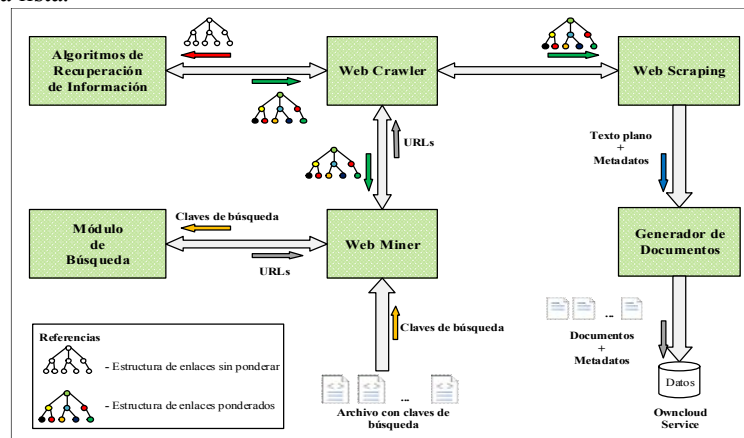 a lista.
Algoritmos de
Recuperación
de Información
Web Crawler
Web Scraping
URLs
Texto plano
+
Metadatos
Módulo
de
Búsqueda
Claves de búsqueda
URLs
Web Miner
Generador de
Documentos
Claves de búsqueda
...
Documentos
+
Metadatos
Referencias
- Estructura de enlaces sin ponderar
- Estructura de enlaces ponderados
...
Archivo con claves de
búsqueda
Datos
Owncloud
Service